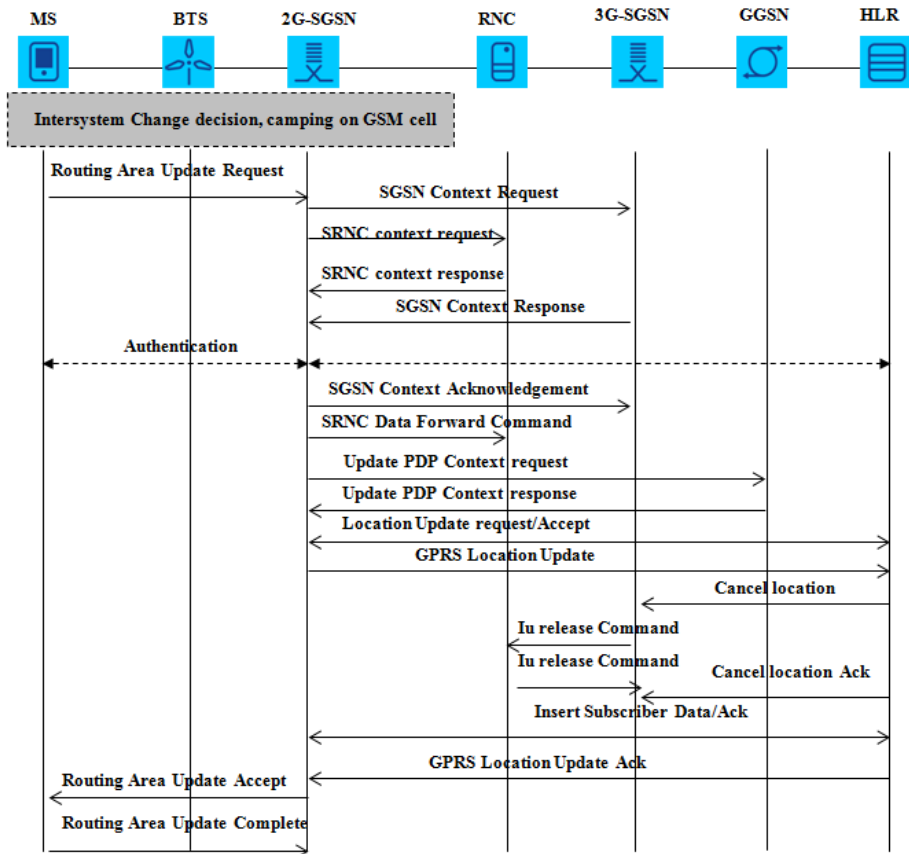 MS BTS 2G-SGSN RNC 3G-SGSN GGSN HLR
Intersystem Change decision, camping on GSM cell
Routing Area Update Request
SGSN Context Request
SRNC context request
SRNC context response
SGSN Context Response
Authentication
SGSN Context Acknowledgement
SRNC Data Forward Command
Update PDP Context request
Update PDP Context response
Location Update request/Accept
GPRS Location Update
Cancel location
Iu release Command
Iu release Command
Cancel location Ack
Insert Subscriber Data/Ack
GPRS Location Update Ack
Routing Area Update Accept
Routing Area Update Complete